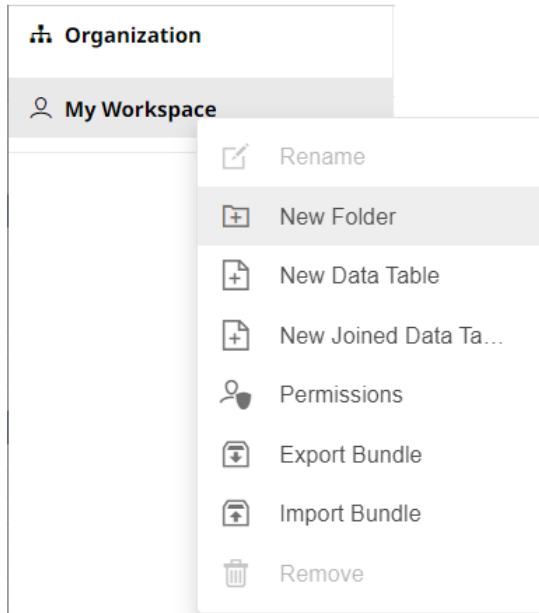 Organization
My Workspace
Rename
New Folder
New Data Table
New Joined Data Ta...
Permissions
Export Bundle
Import Bundle
Remove